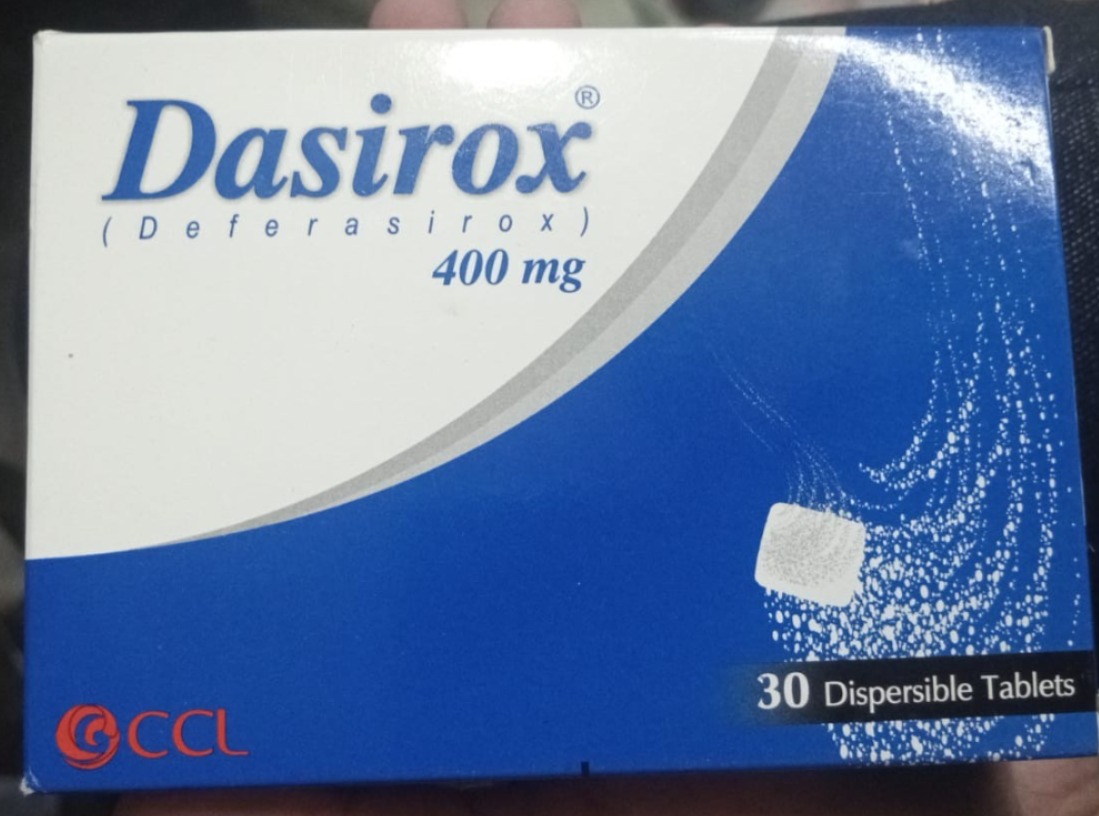 Dasirox®
(Deferasirox)
400 mg
30 Dispersible Tablets
CCL